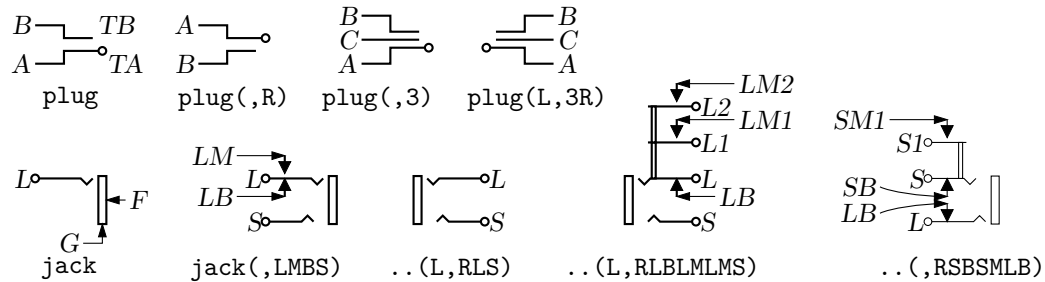 B TB A B B LM2
A TA B C C
A A L2
plug plug(,R) plug(,3) plug(L,3R)
LM1 SM1
L1 S1
LM
L L L L S
LB LB SB
F LB
S S S L
G
jack jack(,LMBS) ..(L,RLS) ..(L,RLBLMLMS) ..(,RSBSMLB)